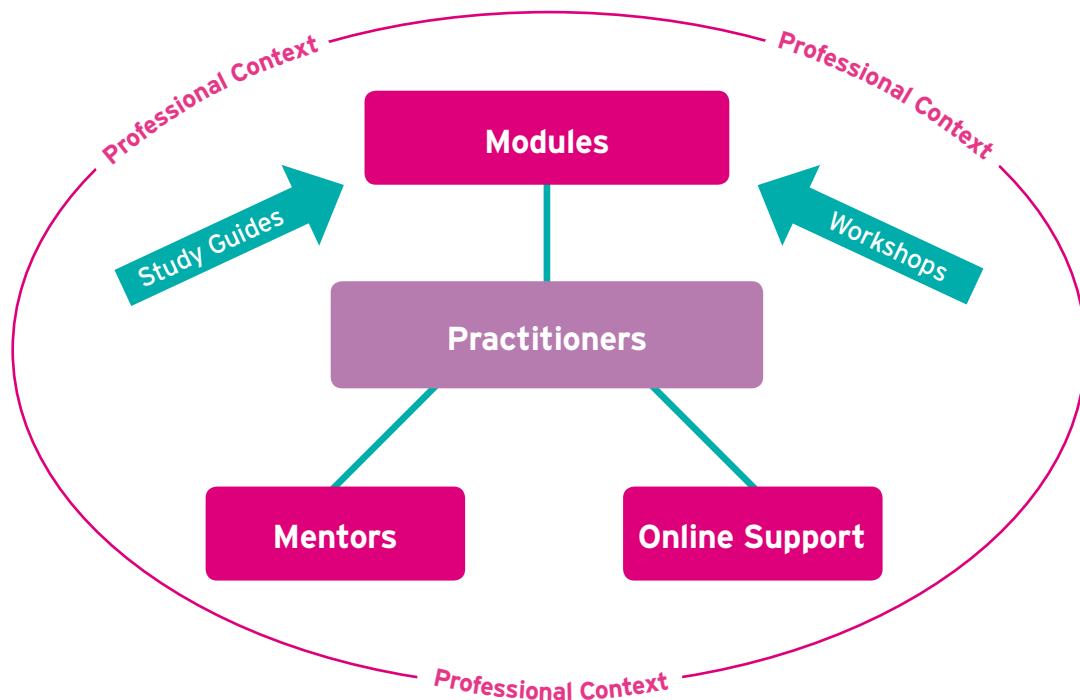 Professional Context
Professional Context
Modules
Study Guides
Workshops
Practitioners
Mentors
Online Support
Professional Context